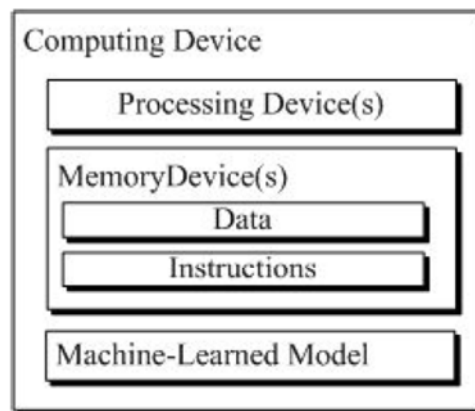 Computing Device
Processing Device(s)
MemoryDevice(s)
Data
Instructions
Machine-Learned Model